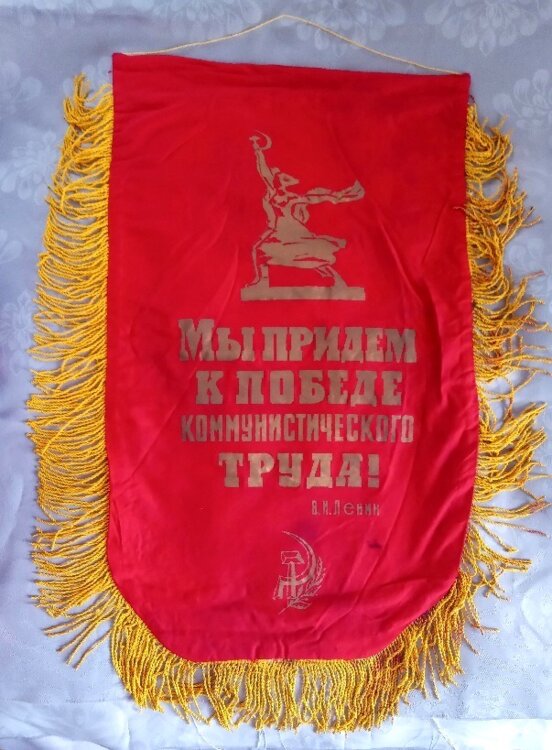 Мы придем
к победе
коммунистического
труда!
В.И.Ленин